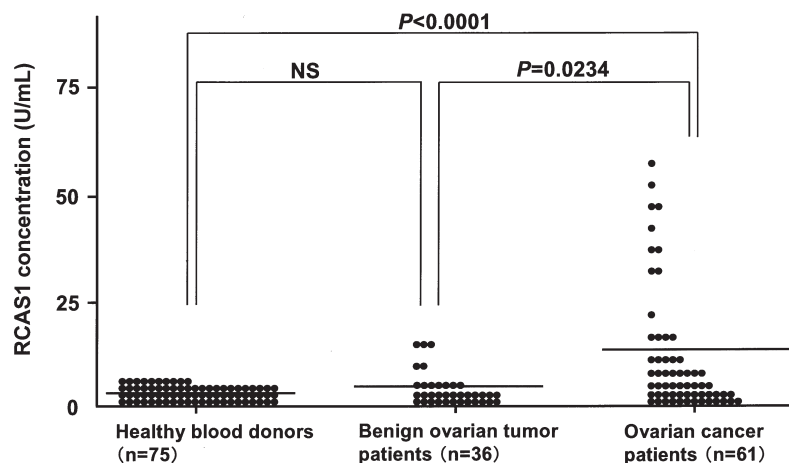 P<0.0001
NS
P=0.0234
RCAS1 concentration (U/mL)
75
50
25
0
Healthy blood donors
(n=75)
Benign ovarian tumor
patients (n=36)
Ovarian cancer
patients (n=61)